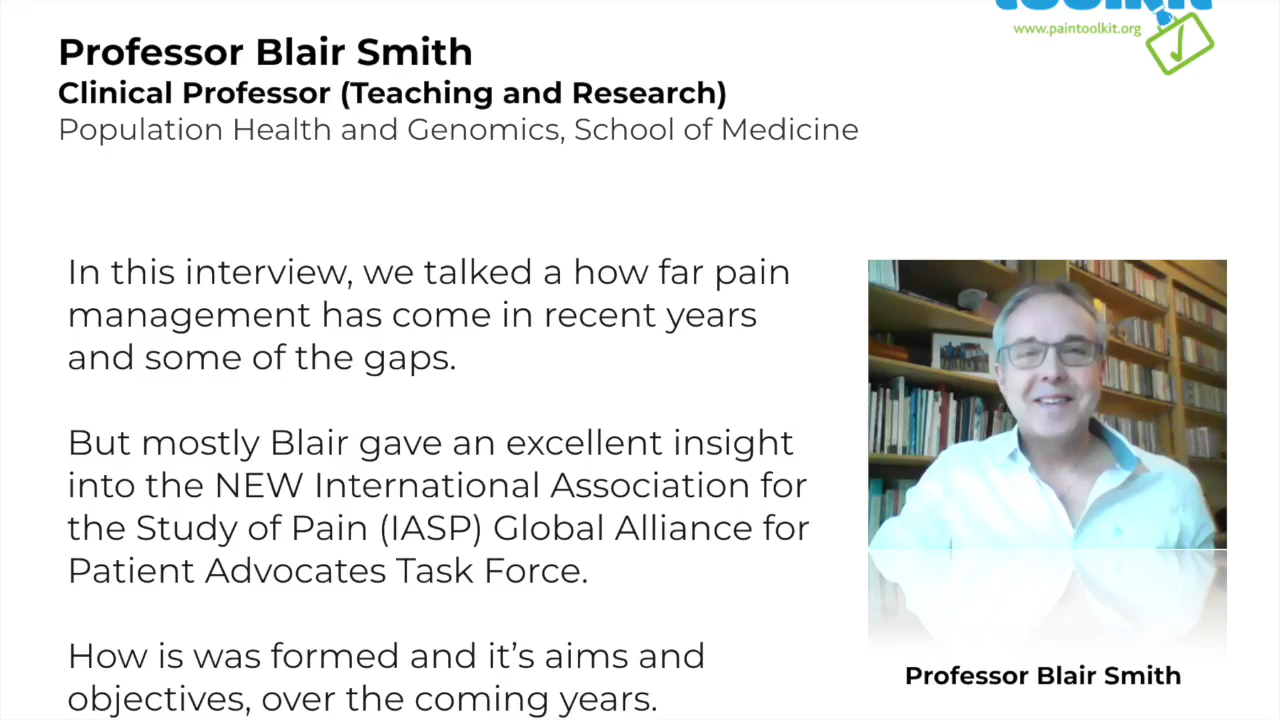 toolkit
www.paintoolkit.org
Professor Blair Smith
Clinical Professor (Teaching and Research)
Population Health and Genomics, School of Medicine
In this interview, we talked a how far pain
management has come in recent years
and some of the gaps.
But mostly Blair gave an excellent insight
into the NEW International Association for
the Study of Pain (IASP) Global Alliance for
Patient Advocates Task Force.
How is was formed and it’s aims and
objectives, over the coming years.
Professor Blair Smith